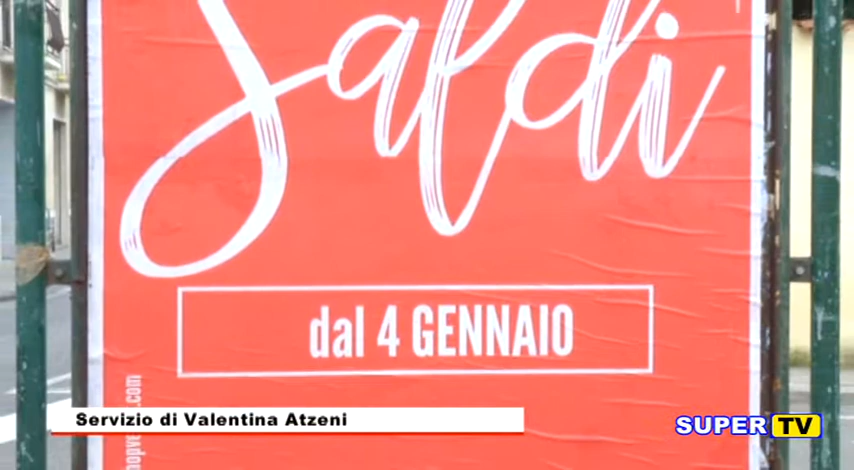 Saldi
dal 4 GENNAIO
Servizio di Valentina Atzeni
SUPER TV